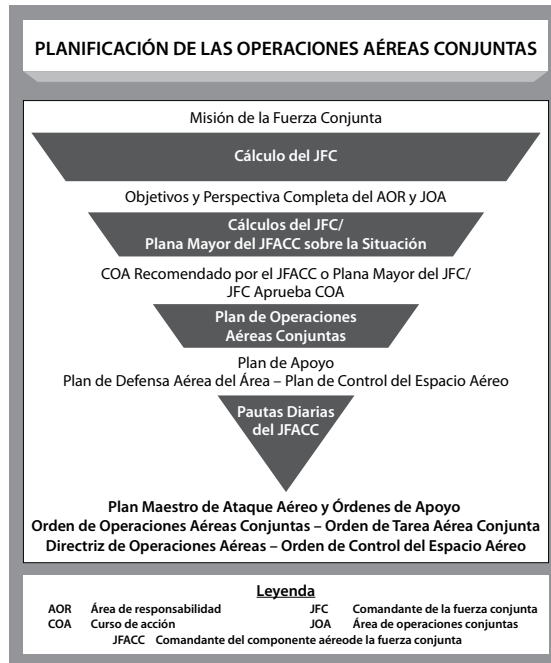 PLANIFICACIÓN DE LAS OPERACIONES AÉREAS CONJUNTAS
Misión de la Fuerza Conjunta
Cálculo del JFC
Objetivos y Perspectiva Completa del AOR y JOA
Cálculos del JFC/
Plana Mayor del JFACC sobre la Situación
COA Recomendado por el JFACC o Plana Mayor del JFC/
JFC Aprueba COA
Plan de Operaciones
Aéreas Conjuntas
Plan de Apoyo
Plan de Defensa Aérea del Área – Plan de Control del Espacio Aéreo
Pautas Diarias
del JFACC
Plan Maestro de Ataque Aéreo y Órdenes de Apoyo
Orden de Operaciones Aéreas Conjuntas – Orden de Tarea Aérea Conjunta
Directriz de Operaciones Aéreas – Orden de Control del Espacio Aéreo
Leyenda
AOR Área de responsabilidad JFC Comandante de la fuerza conjunta
COA Curso de acción JOA Área de operaciones conjuntas
JFACC Comandante del componente aéreode la fuerza conjunta